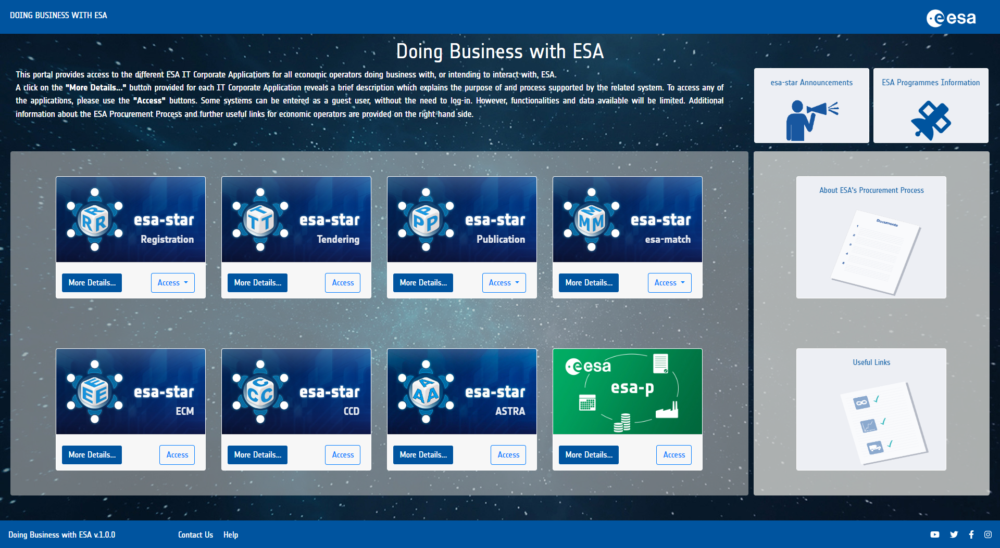 DOING BUSINESS WITH ESA
esa
Doing Business with ESA
This portal provides access to the different ESA IT Corporate Applications for all economic operators doing business with, or intending to interact with, ESA.
A click on the "More Details..." button provided for each IT Corporate Application reveals a brief description which explains the purpose of and process supported by the related system. To access any of
the applications, please use the "Access" buttons. Some systems can be entered as a guest user, without the need to log-in. However, functionalities and data available will be limited. Additional
information about the ESA Procurement Process and further useful links for economic operators are provided on the right-hand side.
esa-star Announcements
ESA Programmes Information
R R R
esa-star
Registration
More Details...
Access
T T T
esa-star
Tendering
More Details...
Access
P P P
esa-star
Publication
More Details...
Access
M M M
esa-star
esa-match
More Details...
Access
About ESA's Procurement Process
Documents
1
2
3
4
5
E E E
esa-star
ECM
More Details...
Access
C C C
esa-star
CCD
More Details...
Access
A A A
esa-star
ASTRA
More Details...
Access
esa
esa-p
More Details...
Access
Useful Links
Doing Business with ESA v.1.0.0
Contact Us
Help